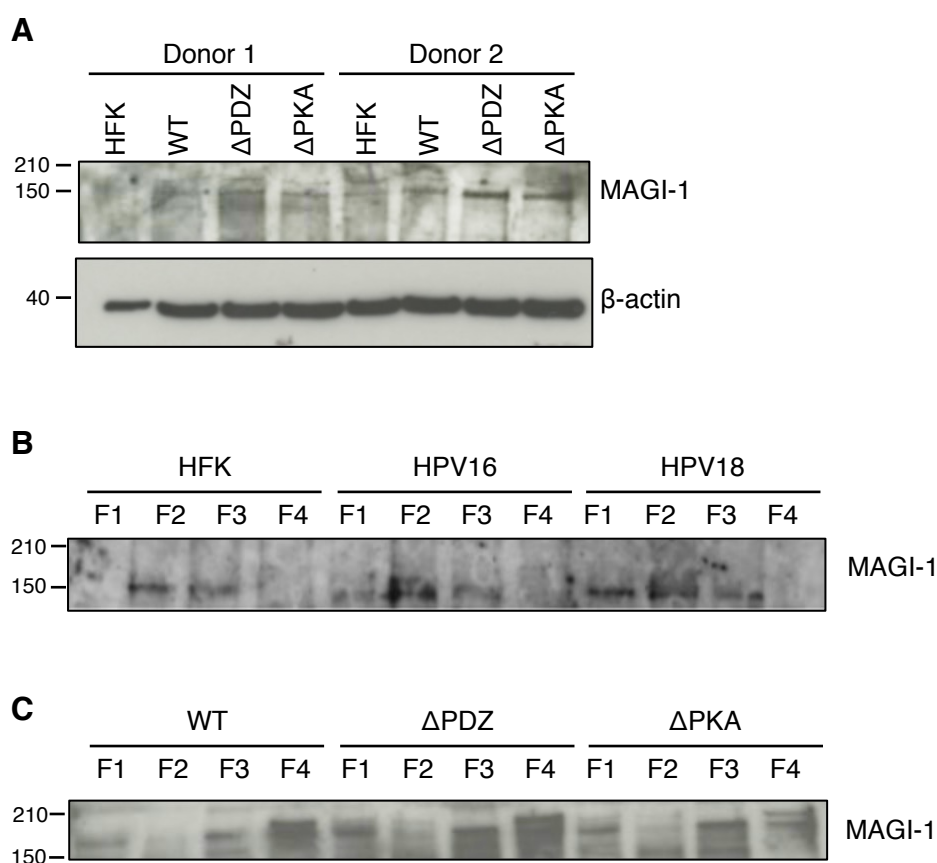 A
Donor 1 Donor 2
HFK WT ΔPDZ ΔPKA HFK WT ΔPDZ ΔPKA
210
150 MAGI-1
40 β-actin
B
HFK HPV16 HPV18
F1 F2 F3 F4 F1 F2 F3 F4 F1 F2 F3 F4
210
150 MAGI-1
C
WT ΔPDZ ΔPKA
F1 F2 F3 F4 F1 F2 F3 F4 F1 F2 F3 F4
210
150 MAGI-1